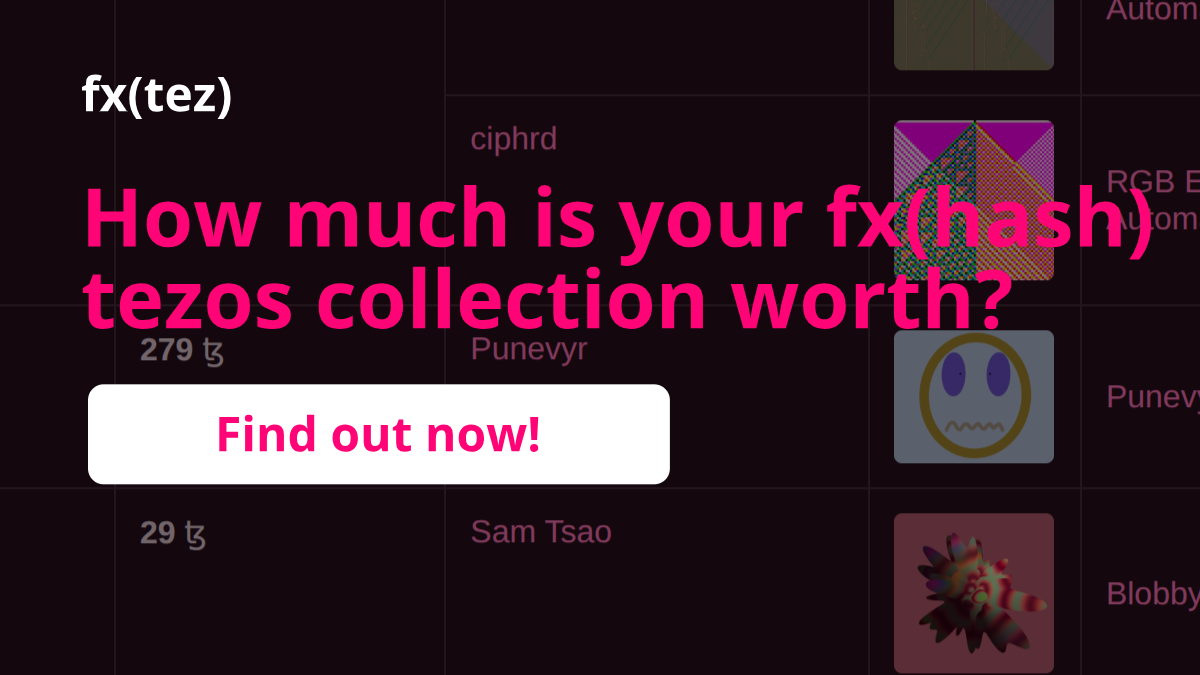 Autom
fx(tez)
ciphrd
RGB E
Autom
How much is your fx(hash)
tezos collection worth?
279 ꜩ
Punevyr
Punevy
Find out now!
29 ꜩ
Sam Tsao
Blobby